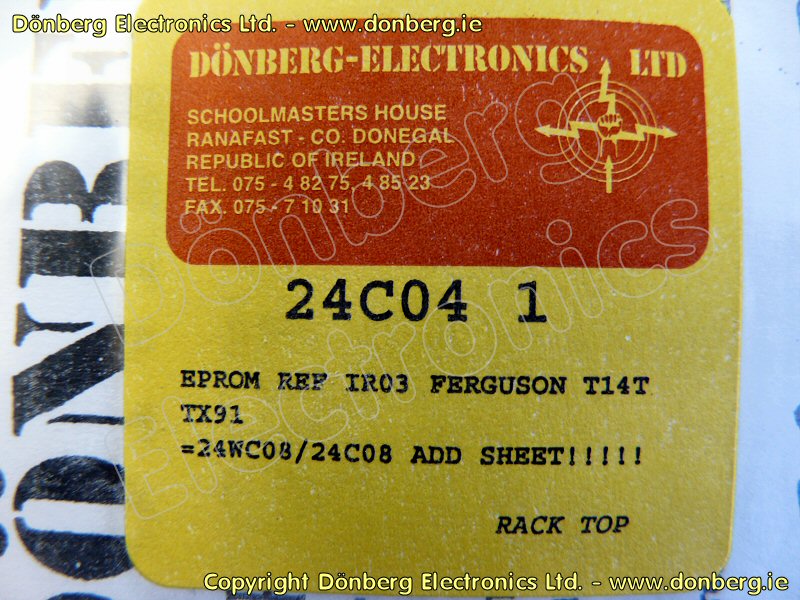 Dönberg Electronics Ltd. - www.donberg.ie
DÖNBERG-ELECTRONICS LTD
SCHOOLMASTERS HOUSE
RANAFAST - CO. DONEGAL
REPUBLIC OF IRELAND
TEL. 075 - 4 82 75, 4 85 23
FAX. 075 - 7 10 31
24C04 1
EPROM REF IR03 FERGUSON T14T
TX91
=24WC08/24C08 ADD SHEET!!!!!
RACK TOP
Dönberg
Electronics
Copyright Dönberg Electronics Ltd. - www.donberg.ie